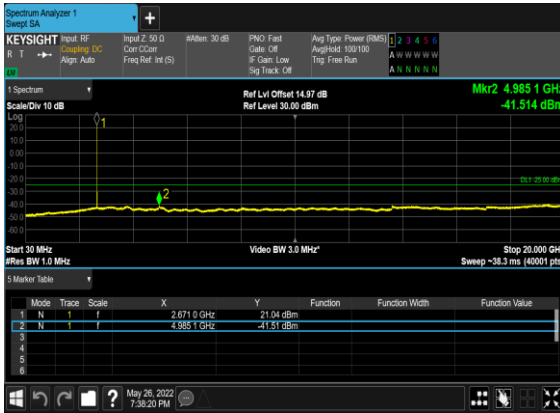 Spectrum Analyzer 1
Swept SA
KEYSIGHT Input: RF Input Z: 50 Ω #Atten: 30 dB PNO: Fast Avg Type: Power (RMS) 1 2 3 4 5 6
R T Coupling: DC Corr CCorr Gate: Off Avg|Hold: 100/100 A W W W W W
Align: Auto Freq Ref: Int (S) IF Gain: Low Trig: Free Run
LXI Sig Track: Off A N N N N N
1 Spectrum Ref Lvl Offset 14.97 dB Mkr2 4.985 1 GHz
Scale/Div 10 dB Ref Level 30.00 dBm -41.514 dBm
Log
1
20.0
10.0
0.00
-10.0
-20.0 DL1 -25.00 dBm
-30.0
2
-40.0
-50.0
-60.0
Start 30 MHz Video BW 3.0 MHz* Stop 20.000 GHz
#Res BW 1.0 MHz Sweep ~38.3 ms (40001 pts)
5 Marker Table
Mode Trace Scale X Y Function Function Width Function Value
1 N 1 f 2.671 0 GHz 21.04 dBm
2 N 1 f 4.985 1 GHz -41.51 dBm
3
4
5
6
? May 26, 2022
7:38:20 PM